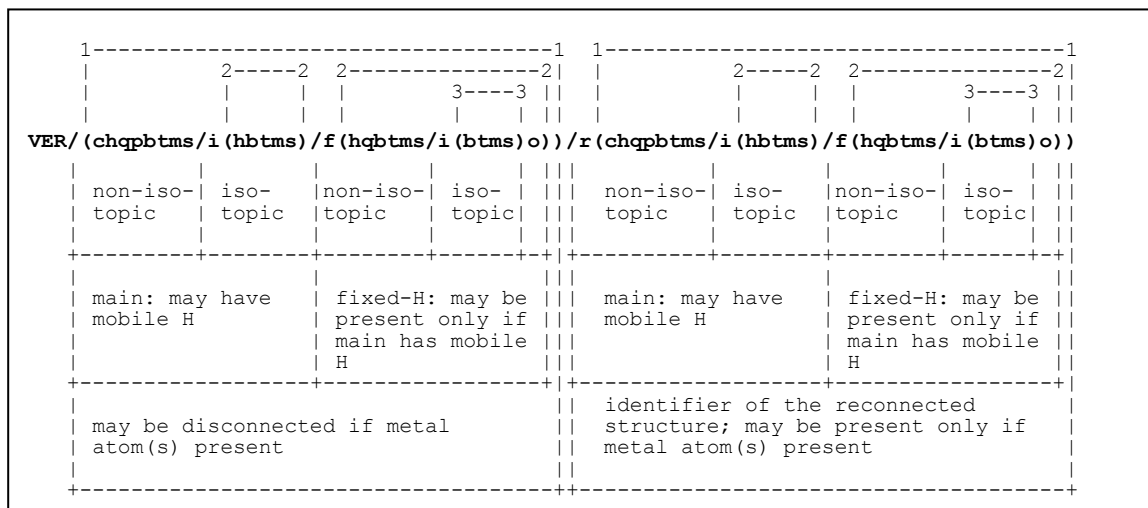 1-------------------------------------1  1-------------------------------------1
|           2-----2  2----------------2|  |           2-----2  2----------------2|
|           |     |  |         3----3 ||  |           |     |  |         3----3 ||
|           |     |  |         |    | ||  |           |     |  |         |    | ||
VER/(chqpbtms/i(hbtms)/f(hqbtms/i(btms)o))/r(chqpbtms/i(hbtms)/f(hqbtms/i(btms)o))
|         |         |         |      | |||         |         |         |      | ||
| non-iso-| iso-    |non-iso-| iso- | ||| non-iso-| iso-    |non-iso-| iso- | ||
| topic   | topic   | topic  | topic| ||| topic   | topic   | topic  | topic| ||
|         |         |        |      | |||         |         |        |      | ||
+---------+---------+--------+------+-+||+---------+---------+--------+------+-+|
|                   |                 |||                   |                 ||
| main: may have    | fixed-H: may be ||| main: may have    | fixed-H: may be ||
| mobile H          | present only if ||| mobile H          | present only if ||
|                   | main has mobile |||                   | main has mobile ||
|                   | H               |||                   | H               ||
+-------------------+-----------------+||+-------------------+-----------------+|
|                                      || identifier of the reconnected         |
| may be disconnected if metal         || structure; may be present only if     |
| atom(s) present                      || metal atom(s) present                 |
|                                      ||                                       |
+--------------------------------------++---------------------------------------+